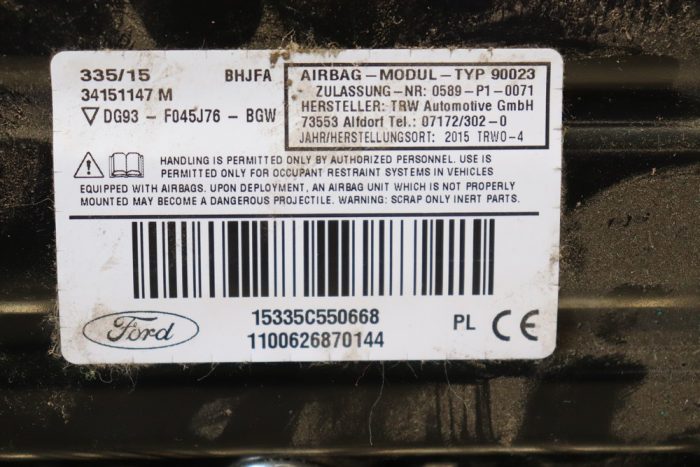 335/15 BHJFA
34151147 M
DG93 - F045J76 - BGW
AIRBAG-MODUL-TYP 90023
ZULASSUNG-NR: 0589-P1-0071
HERSTELLER: TRW Automotive GmbH
73553 Alfdorf Tel.: 07172/302-0
JAHR/HERSTELLUNGSORT: 2015 TRWO-4
HANDLING IS PERMITTED ONLY BY AUTHORIZED PERSONNEL. USE IS
PERMITTED ONLY FOR OCCUPANT RESTRAINT SYSTEMS IN VEHICLES
EQUIPPED WITH AIRBAGS. UPON DEPLOYMENT, AN AIRBAG UNIT WHICH IS NOT PROPERLY
MOUNTED MAY BECOME A DANGEROUS PROJECTILE. WARNING: SCRAP ONLY INERT PARTS.
Ford
15335C550668
1100626870144
PL CE